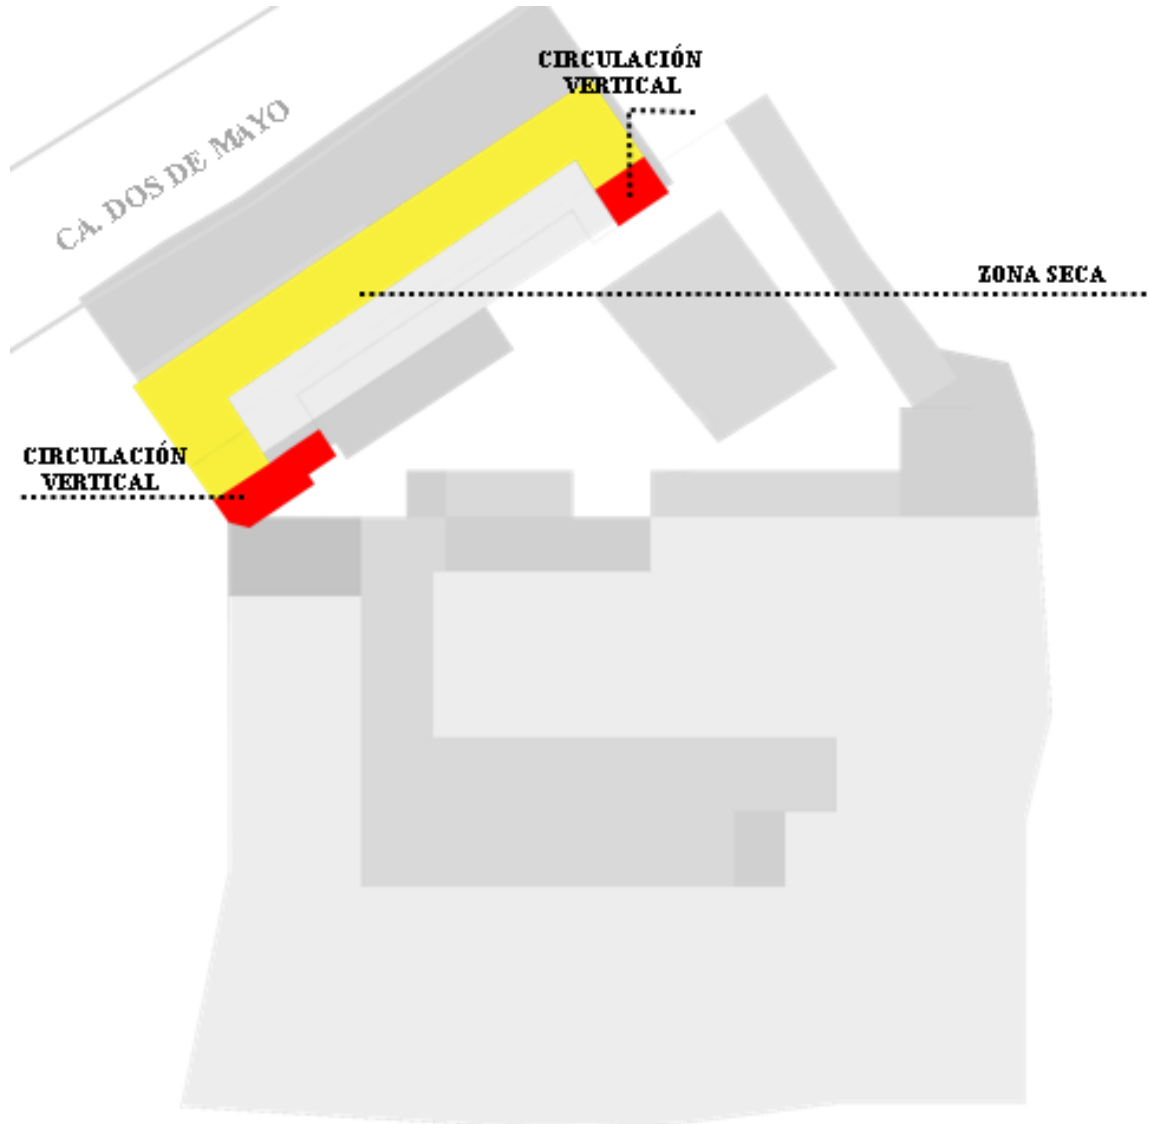 CIRCULACIÓN
VERTICAL
CA. DOS DE MAYO
ZONA SECA
CIRCULACIÓN
VERTICAL